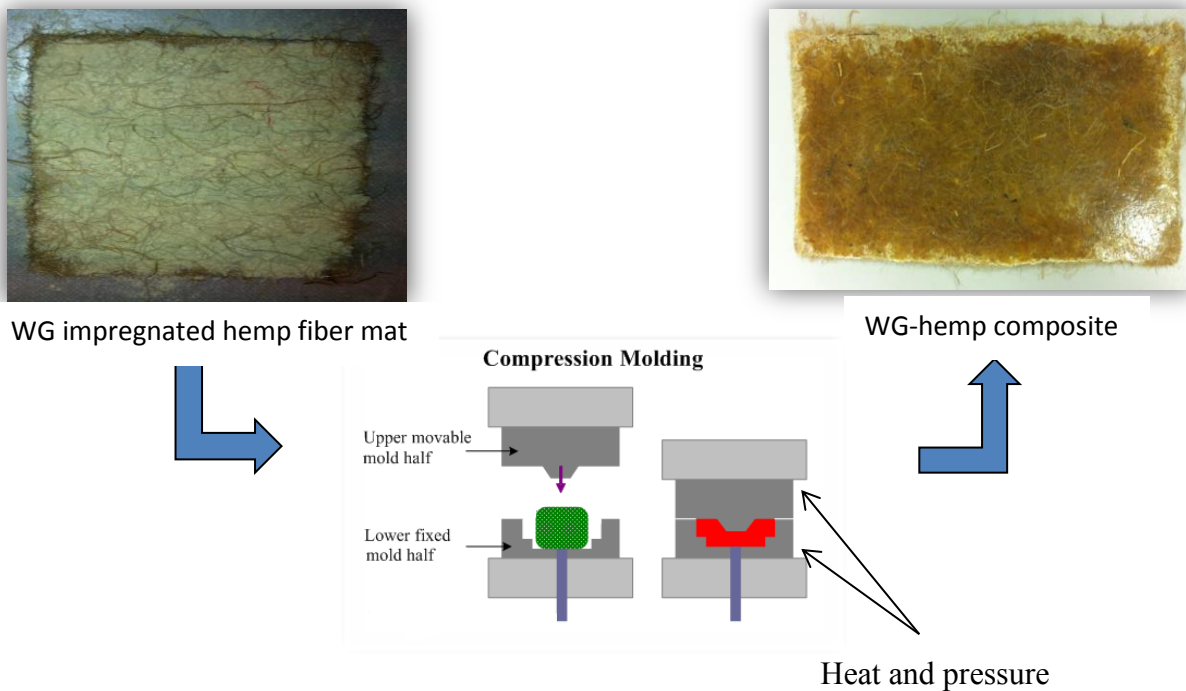 WG impregnated hemp fiber mat
WG-hemp composite
Compression Molding
Upper movable
mold half
Lower fixed
mold half
Heat and pressure